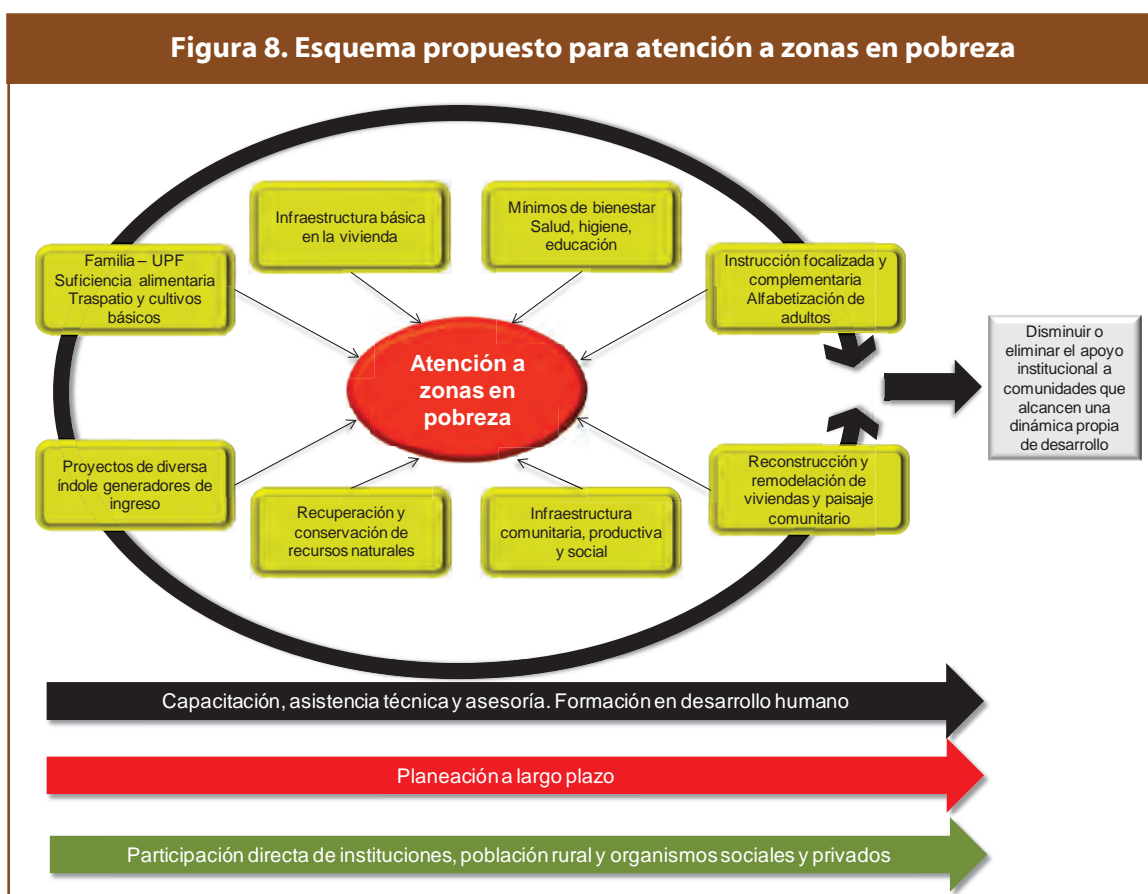 Figura 8. Esquema propuesto para atención a zonas en pobreza
Infraestructura básica
en la vivienda
Mínimos de bienestar
Salud, higiene,
educación
Familia – UPF
Suficiencia alimentaria
Traspatio y cultivos
básicos
Instrucción focalizada y
complementaria
Alfabetización de
adultos
Atención a
zonas en
pobreza
Disminuir o
eliminar el apoyo
institucional a
comunidades que
alcancen una
dinámica propia
de desarrollo
Proyectos de diversa
índole generadores de
ingreso
Recuperación y
conservación de
recursos naturales
Infraestructura
comunitaria, productiva
y social
Reconstrucción y
remodelación de
viviendas y paisaje
comunitario
Capacitación, asistencia técnica y asesoría. Formación en desarrollo humano
Planeación a largo plazo
Participación directa de instituciones, población rural y organismos sociales y privados